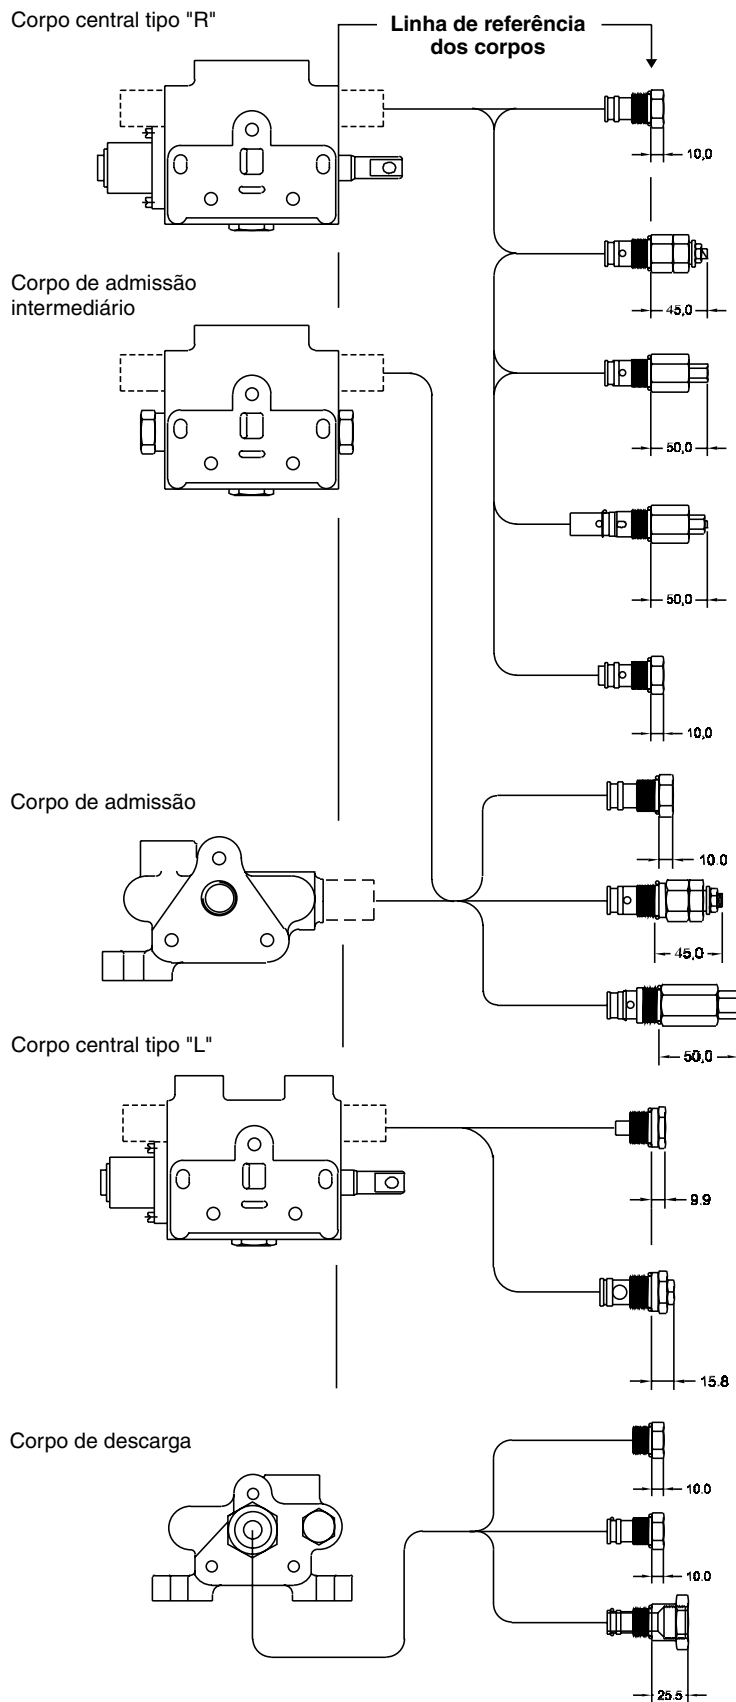 Corpo central tipo "R"
Linha de referência
dos corpos
10,0
Corpo de admissão
intermediário
45,0
50,0
50,0
10,0
Corpo de admissão
10.0
45,0
Corpo central tipo "L"
50,0
9.9
15.8
Corpo de descarga
10.0
10.0
25.5